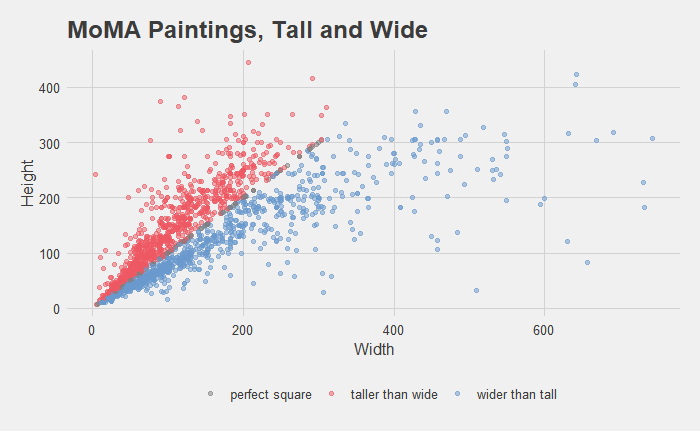 MoMA Paintings, Tall and Wide
400
300
200
100
0
Height
0 200 400 600
Width
perfect square taller than wide wider than tall